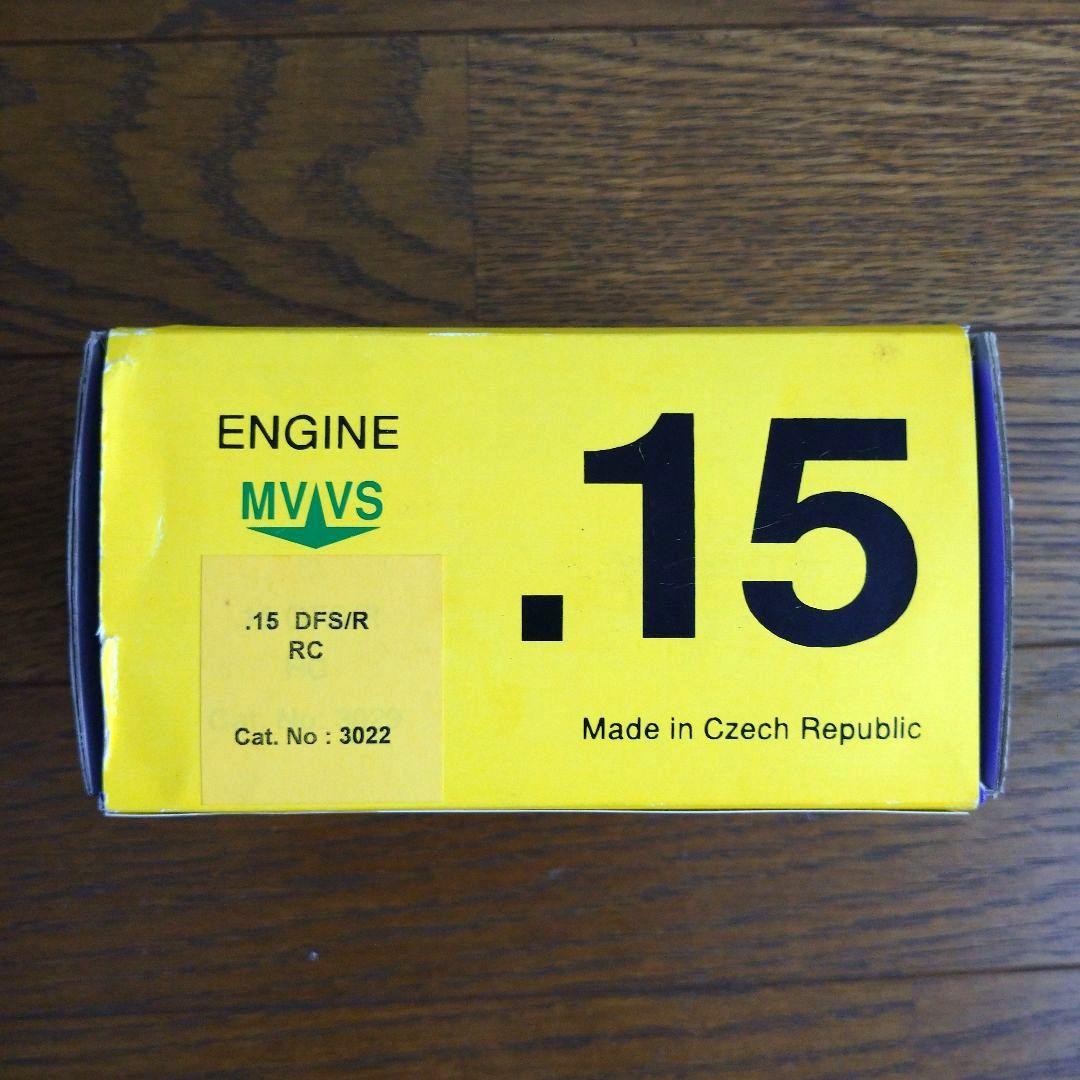 ENGINE
MVVS
.15
.15 DFS/R
RC
Cat. No : 3022
Made in Czech Republic